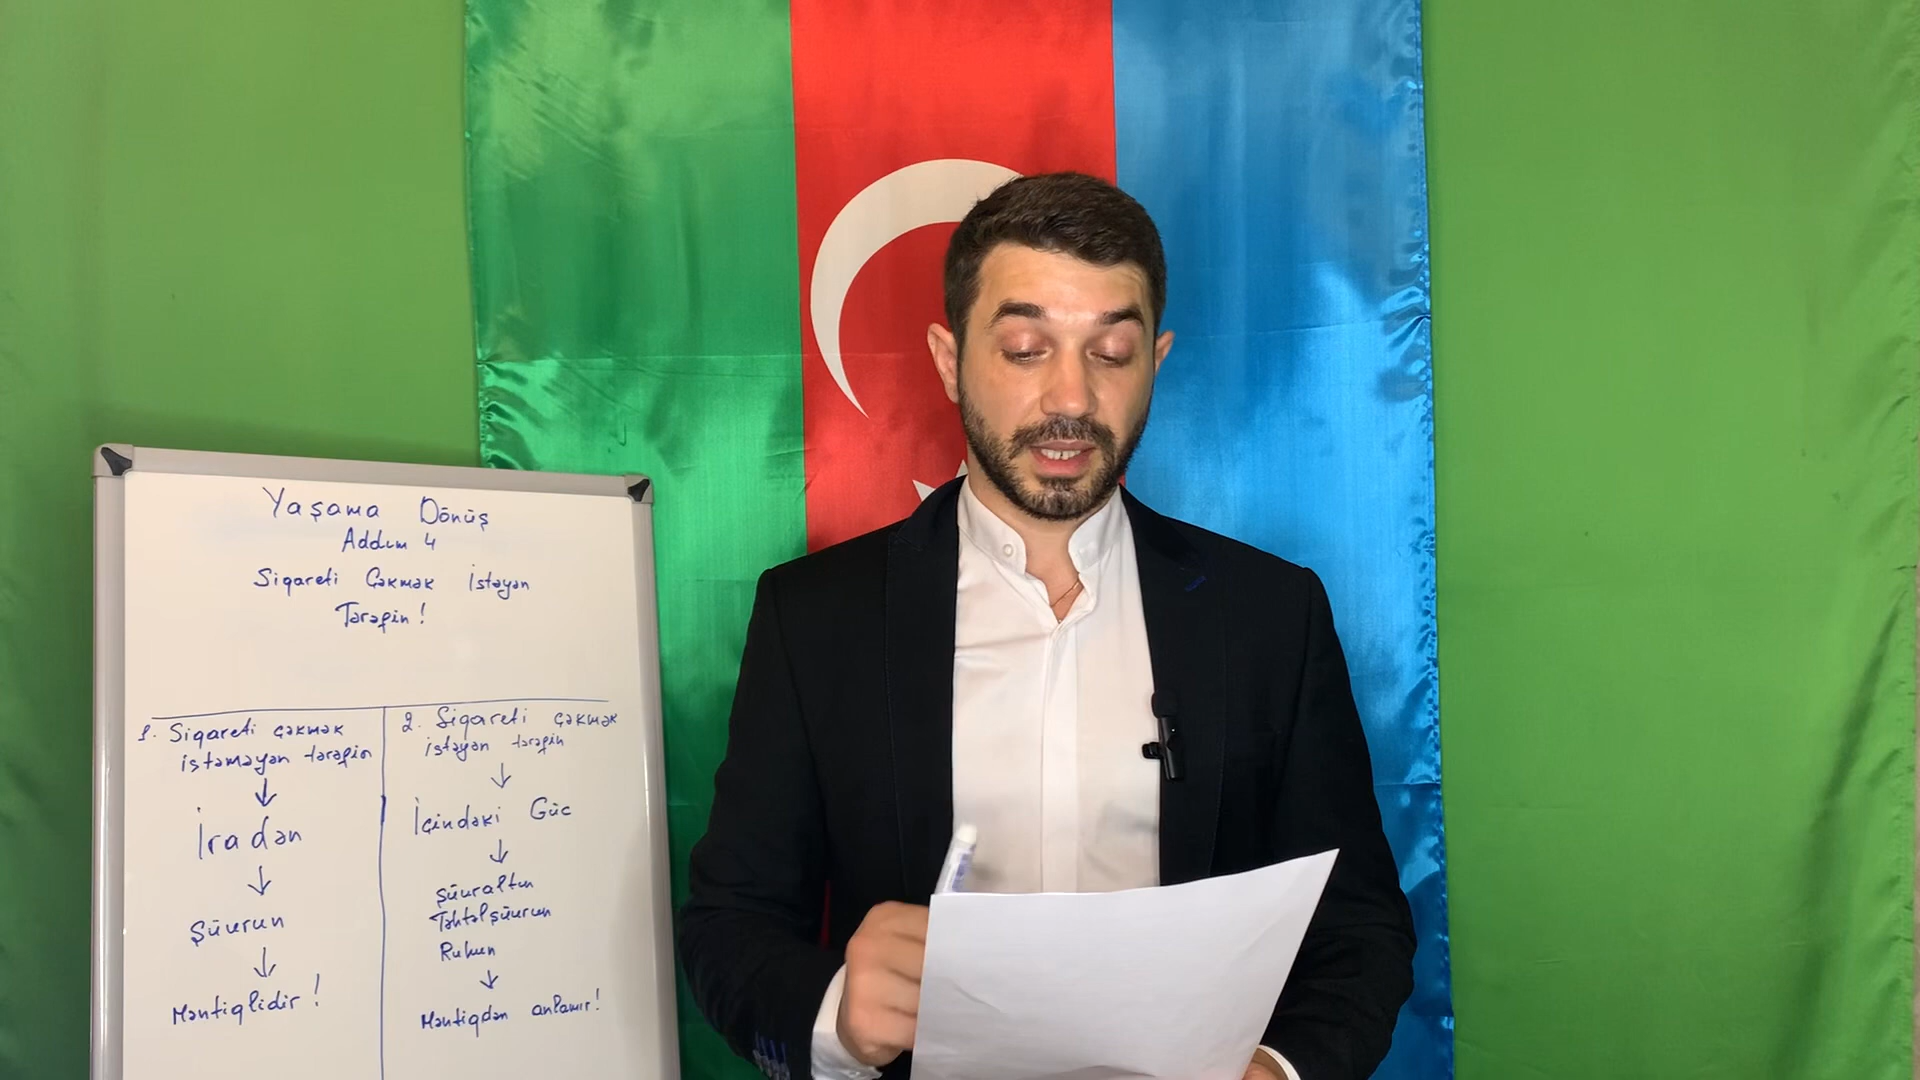 Yaşama Dönüş
Addım 4
Siqareti Çəkmək İstəyən
Tərəfin!
1. Siqareti çəkmək
istəməyən tərəfin
İradən
Şüurun
Məntiqlidir!
2. Siqareti çəkmək
istəyən tərəfin
İçindəki Güc
Şüuraltın
Təhtəlşüurun
Ruhun
Məntiqdən anlamır!